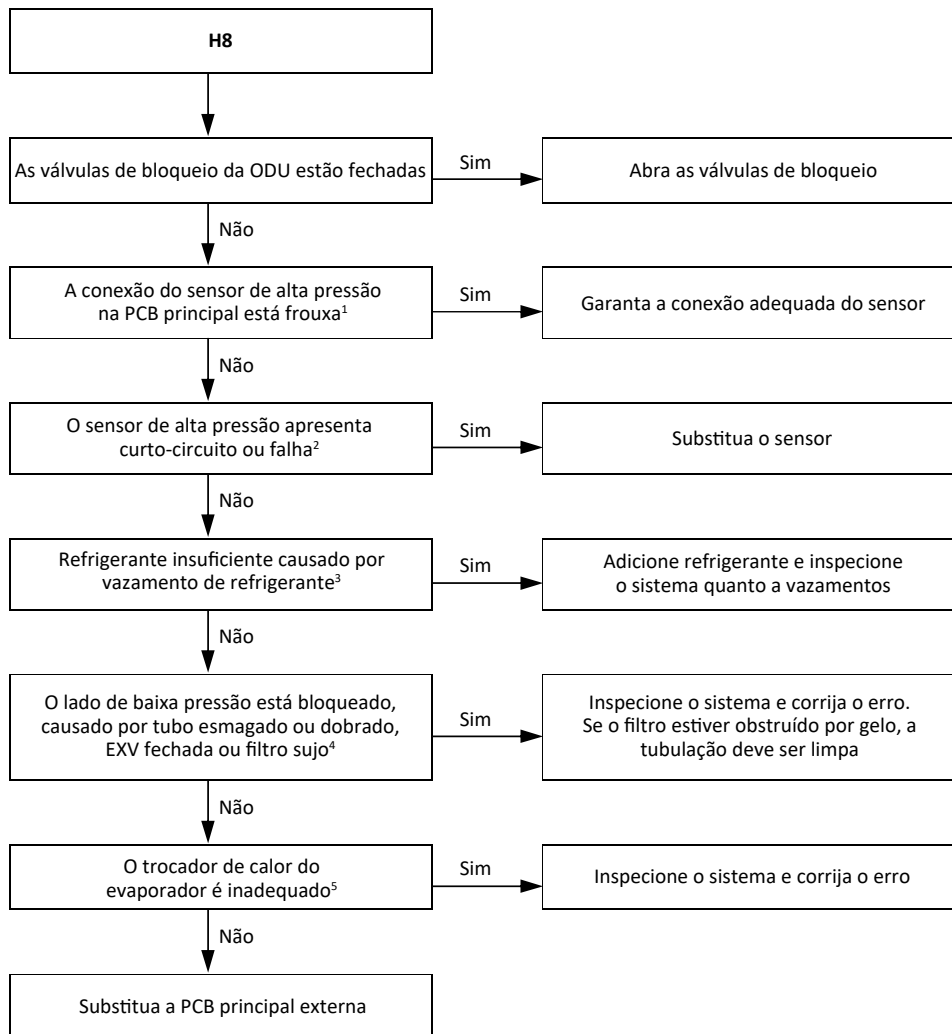 H8
As válvulas de bloqueio da ODU estão fechadas
Sim
Abra as válvulas de bloqueio
Não
A conexão do sensor de alta pressão
na PCB principal está frouxa¹
Sim
Garanta a conexão adequada do sensor
Não
O sensor de alta pressão apresenta
curto-circuito ou falha²
Sim
Substitua o sensor
Não
Refrigerante insuficiente causado por
vazamento de refrigerante³
Sim
Adicione refrigerante e inspecione
o sistema quanto a vazamentos
Não
O lado de baixa pressão está bloqueado,
causado por tubo esmagado ou dobrado,
EXV fechada ou filtro sujo⁴
Sim
Inspecione o sistema e corrija o erro.
Se o filtro estiver obstruído por gelo, a
tubulação deve ser limpa
Não
O trocador de calor do
evaporador é inadequado⁵
Sim
Inspecione o sistema e corrija o erro
Não
Substitua a PCB principal externa